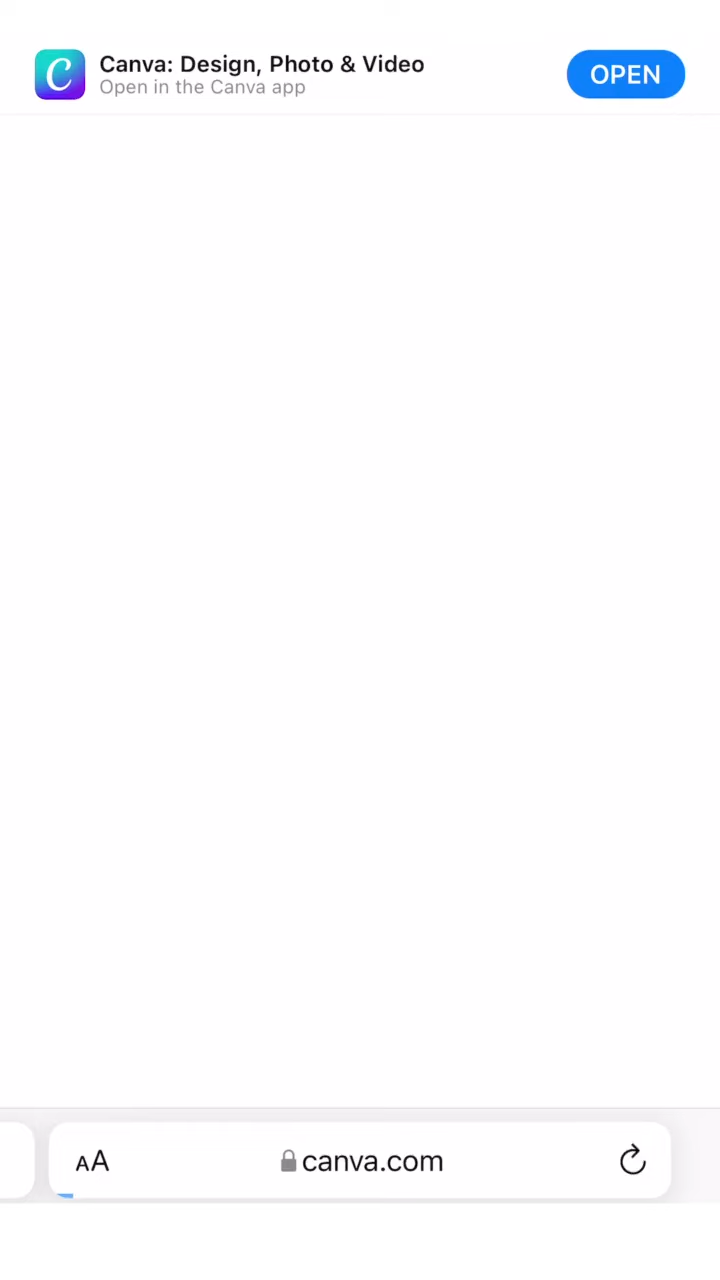 C
Canva: Design, Photo & Video
Open in the Canva app
OPEN
AA
canva.com